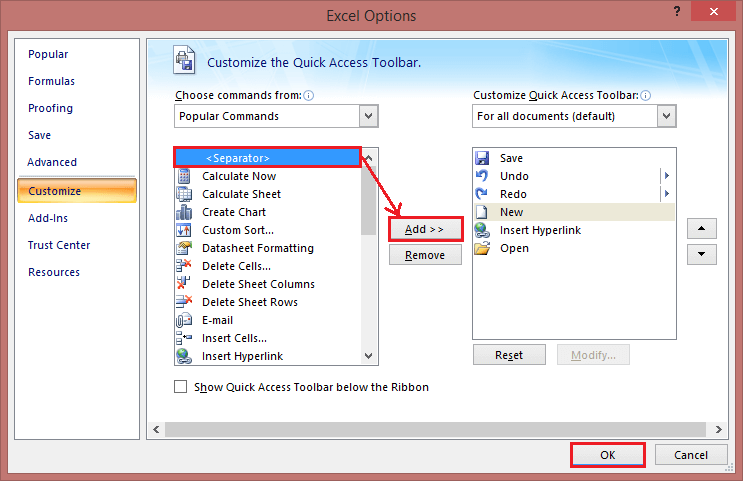 Excel Options
?
Popular
Formulas
Proofing
Save
Advanced
Customize
Add-Ins
Trust Center
Resources
Customize the Quick Access Toolbar.
Choose commands from:
Popular Commands
<Separator>
Calculate Now
Calculate Sheet
Create Chart
Custom Sort...
Datasheet Formatting
Delete Cells...
Delete Sheet Columns
Delete Sheet Rows
E-mail
Insert Cells...
Insert Hyperlink
Add >>
Remove
Customize Quick Access Toolbar:
For all documents (default)
Save
Undo
Redo
New
Insert Hyperlink
Open
Reset
Modify...
Show Quick Access Toolbar below the Ribbon
OK
Cancel